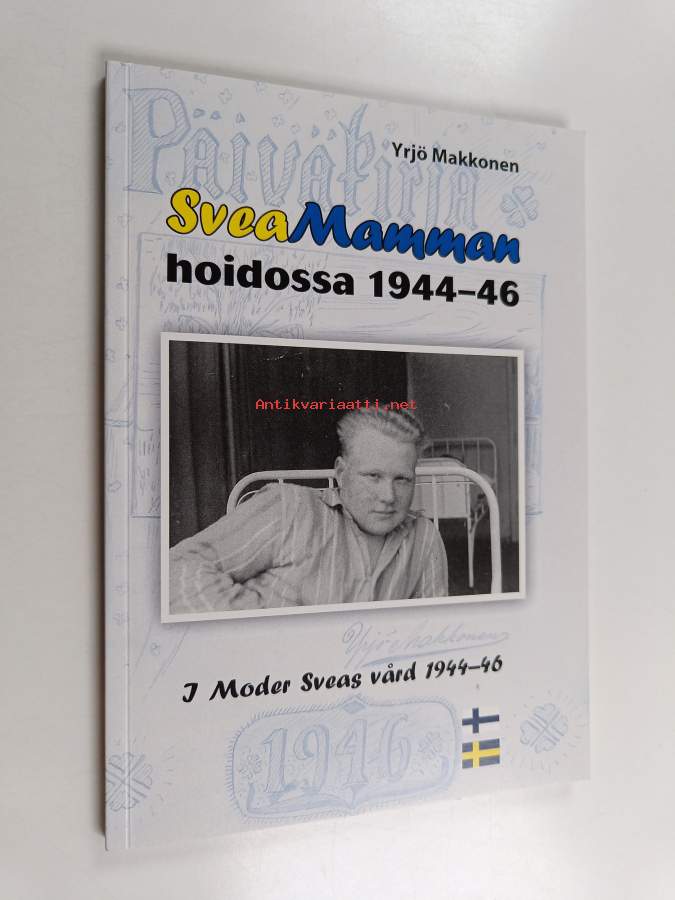 Päiväkirja
Yrjö Makkonen
SveaMamman
hoidossa 1944–46
Antikvariaatti.net
Yrjö Makkonen
I Moder Sveas vård 1944–46
1946